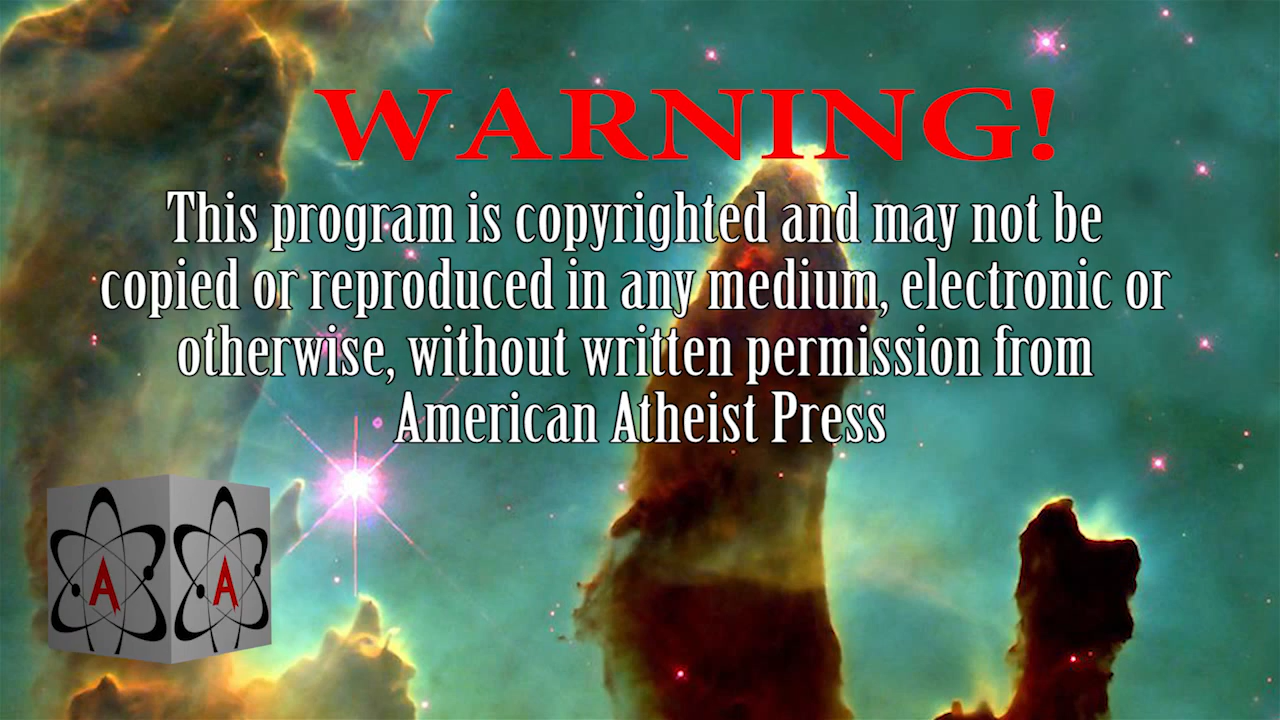 WARNING!
This program is copyrighted and may not be
copied or reproduced in any medium, electronic or
otherwise, without written permission from
American Atheist Press
A A